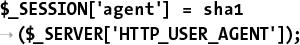 $_SESSION['agent'] = sha1
→ ($_SERVER['HTTP_USER_AGENT']);